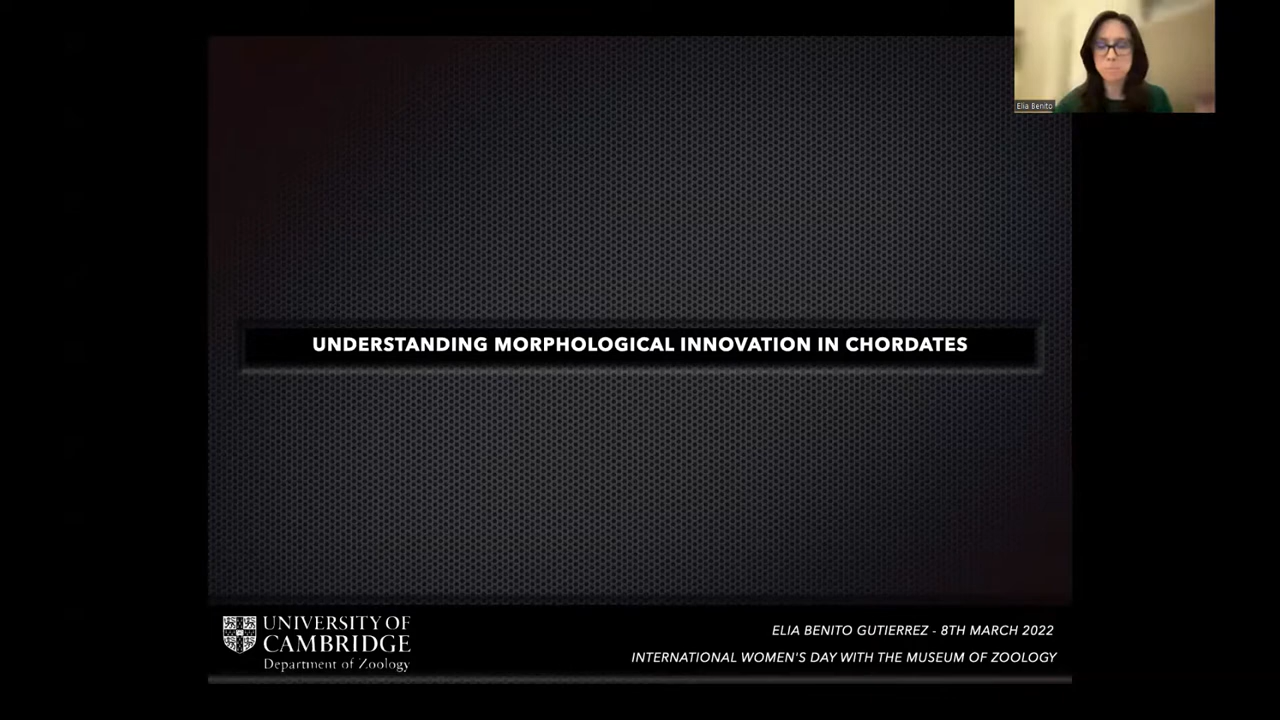 Elia Benito
UNDERSTANDING MORPHOLOGICAL INNOVATION IN CHORDATES
UNIVERSITY OF
CAMBRIDGE
Department of Zoology
ELIA BENITO GUTIERREZ - 8TH MARCH 2022
INTERNATIONAL WOMEN'S DAY WITH THE MUSEUM OF ZOOLOGY